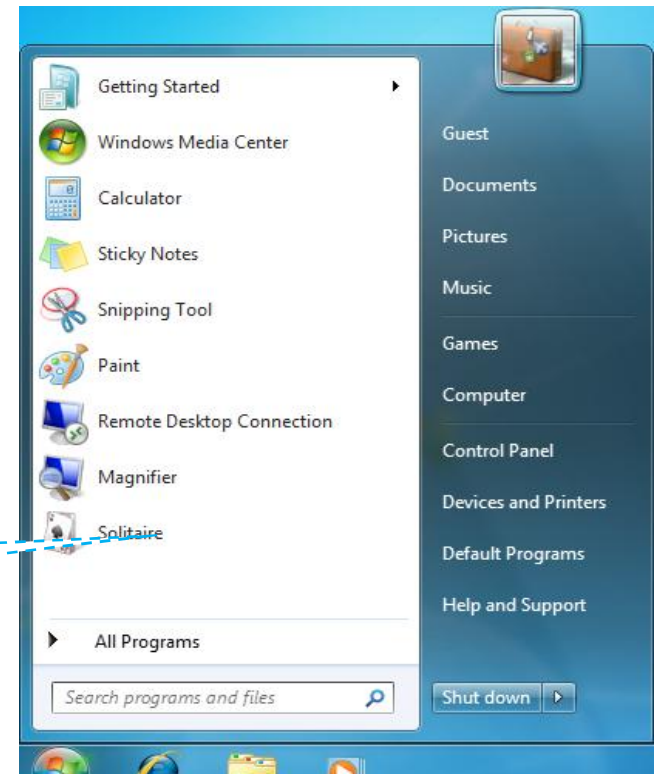 Getting Started
Windows Media Center
Calculator
Sticky Notes
Snipping Tool
Paint
Remote Desktop Connection
Magnifier
Solitaire
All Programs
Search programs and files
Guest
Documents
Pictures
Music
Games
Computer
Control Panel
Devices and Printers
Default Programs
Help and Support
Shut down